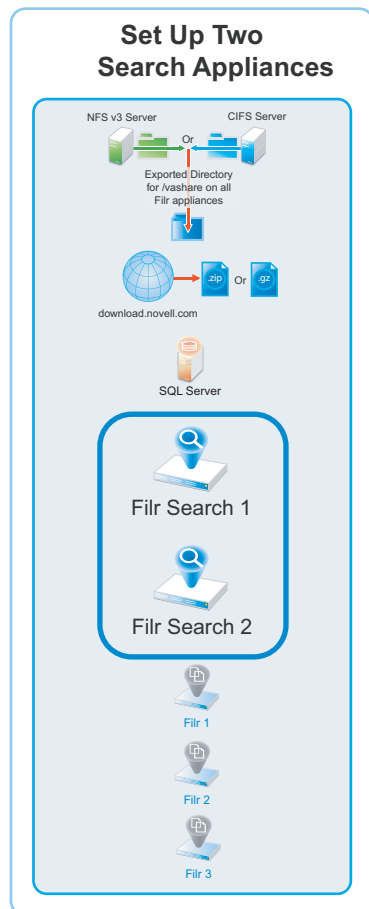 Set Up Two
Search Appliances
NFS v3 Server
CIFS Server
Or
Exported Directory
for /vashare on all
Filr appliances
.zip
Or
.gz
download.novell.com
SQL Server
Filr Search 1
Filr Search 2
Filr 1
Filr 2
Filr 3